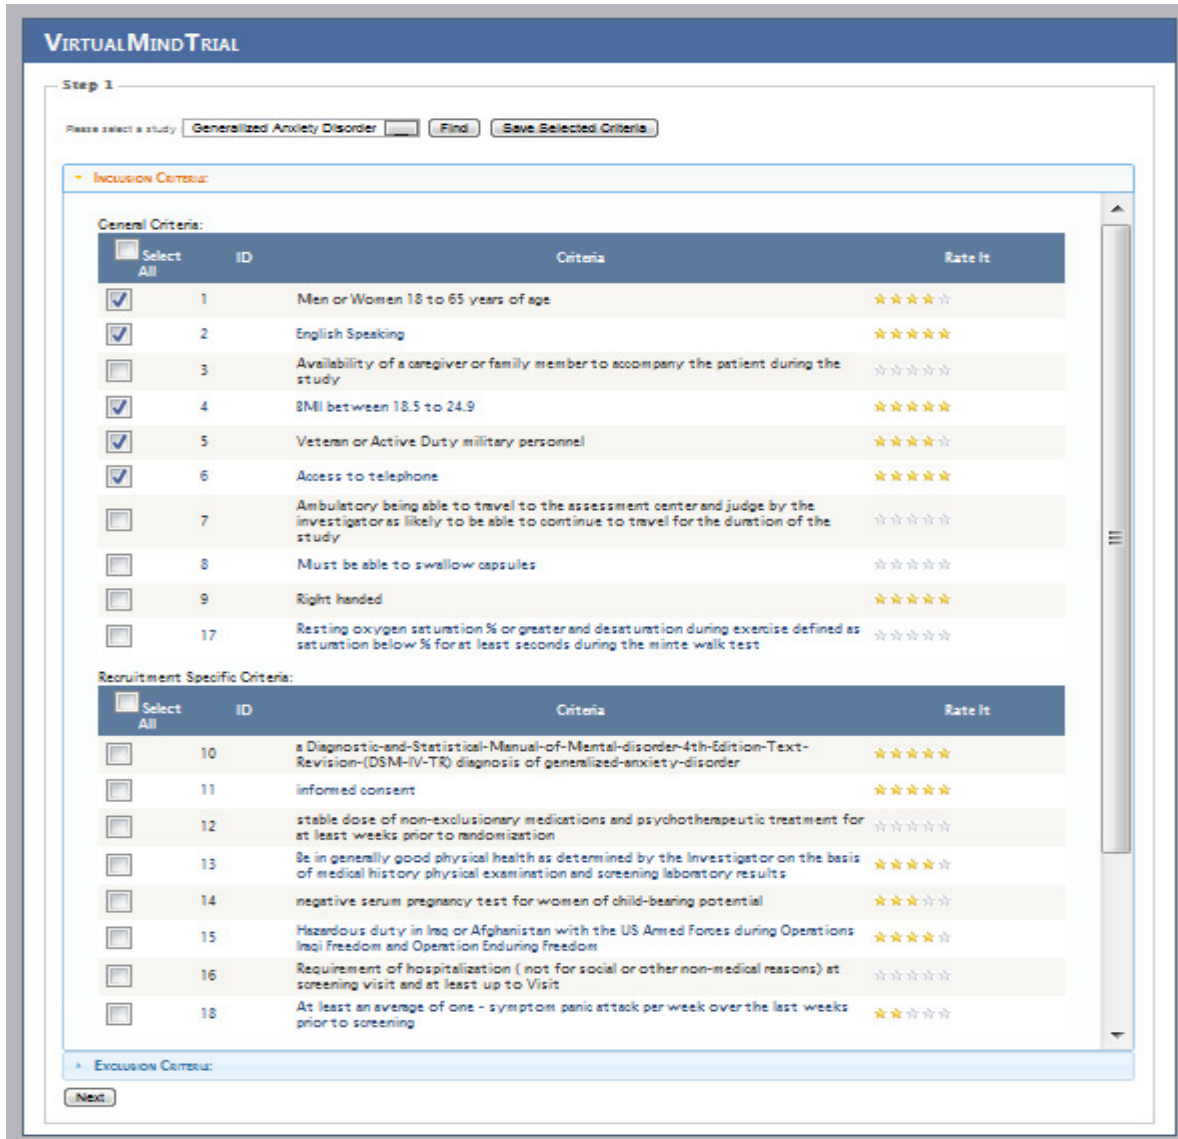 VIRTUALMINDTRIAL
Step 1
Please select a study Generalized Anxiety Disorder Find Save Selected Criteria
INCLUSION CRITERIA:
General Criteria:
Select All ID Criteria Rate It
1 Men or Women 18 to 65 years of age
2 English Speaking
3 Availability of a caregiver or family member to accompany the patient during the
study
4 BMI between 18.5 to 24.9
5 Veteran or Active Duty military personnel
6 Access to telephone
7 Ambulatory being able to travel to the assessment center and judge by the
investigator as likely to be able to continue to travel for the duration of the
study
8 Must be able to swallow capsules
9 Right handed
17 Resting oxygen saturation % or greater and desaturation during exercise defined as
saturation below % for at least seconds during the minte walk test
Recruitment Specific Criteria:
Select All ID Criteria Rate It
10 a Diagnostic-and-Statistical-Manual-of-Mental-disorder-4th-Edition-Text-
Revision-(DSM-IV-TR) diagnosis of generalized-anxiety-disorder
11 informed consent
12 stable dose of non-exclusionary medications and psychotherapeutic treatment for
at least weeks prior to randomization
13 Be in generally good physical health as determined by the Investigator on the basis
of medical history physical examination and screening laboratory results
14 negative serum pregnancy test for women of child-bearing potential
15 Hazardous duty in Iraq or Afghanistan with the US Armed Forces during Operations
Iraqi Freedom and Operation Enduring Freedom
16 Requirement of hospitalization ( not for social or other non-medical reasons) at
screening visit and at least up to Visit
18 At least an average of one - symptom panic attack per week over the last weeks
prior to screening
EXCLUSION CRITERIA:
Next